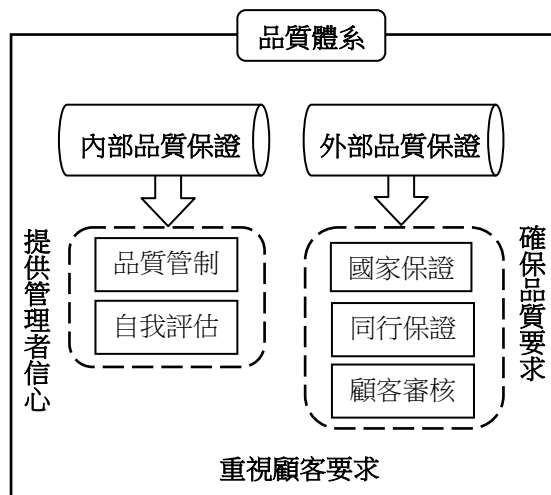 品質體系
內部品質保證
外部品質保證
提供管理者信心
品質管制
自我評估
國家保證
同行保證
顧客審核
確保品質要求
重視顧客要求